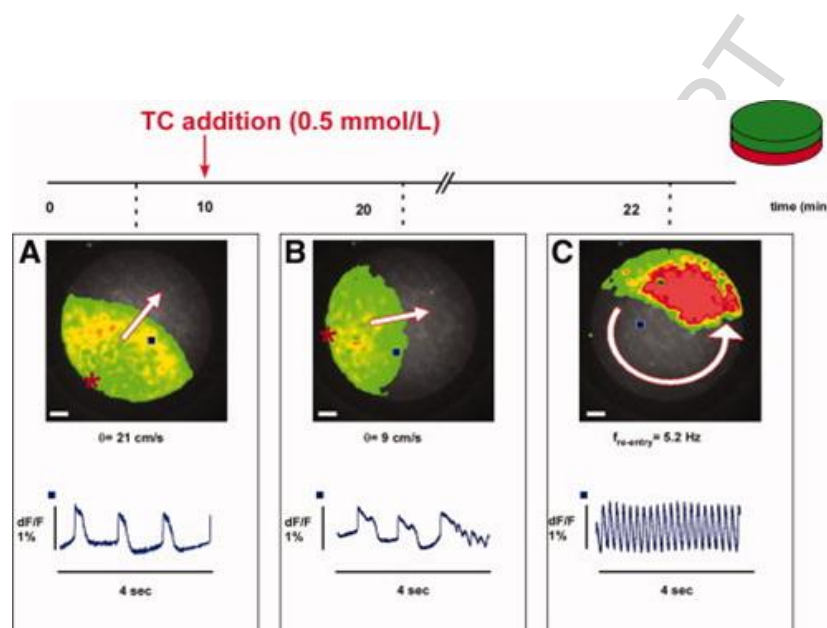 PT
TC addition (0.5 mmol/L)
0 10 20 22 time (min
A B C
θ= 21 cm/s θ= 9 cm/s fre-entry= 5.2 Hz
dF/F
1%
4 sec
dF/F
1%
4 sec
dF/F
1%
4 sec